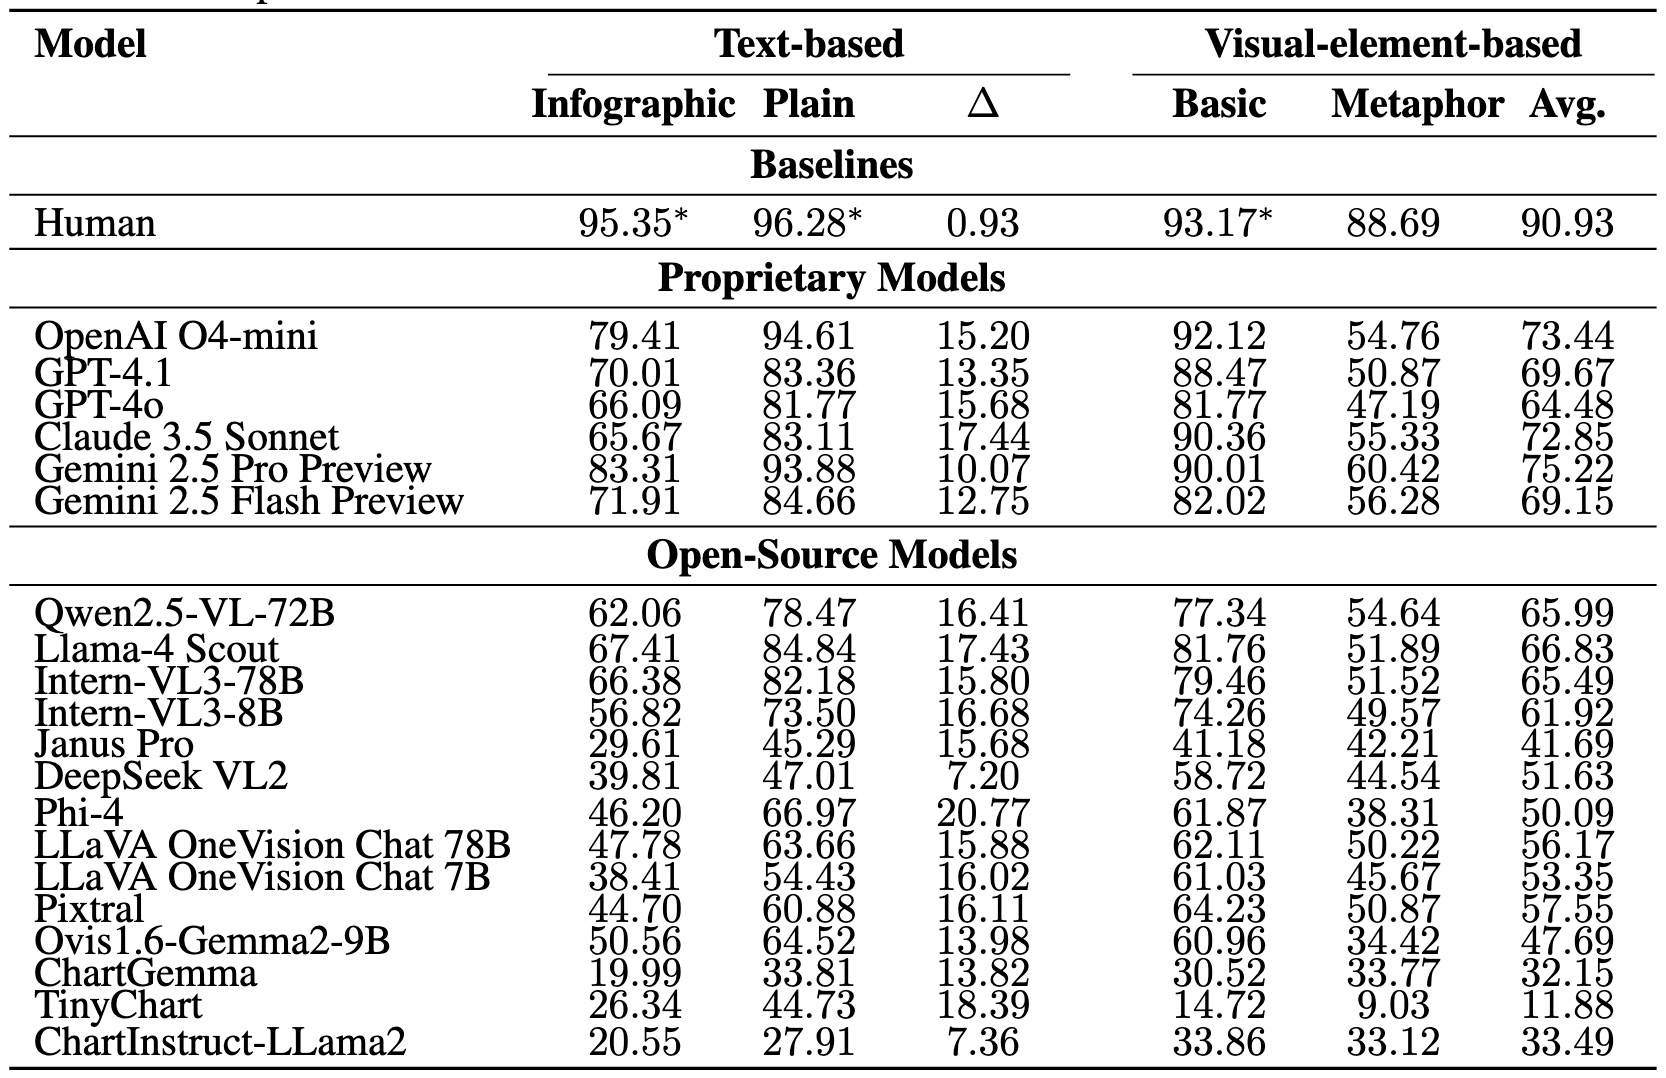 Model Text-based Visual-element-based
Infographic Plain Δ Basic Metaphor Avg.
Baselines
Human 95.35* 96.28* 0.93 93.17* 88.69 90.93
Proprietary Models
OpenAI O4-mini 79.41 94.61 15.20 92.12 54.76 73.44
GPT-4.1 70.01 83.36 13.35 88.47 50.87 69.67
GPT-4o 66.09 81.77 15.68 81.77 47.19 64.48
Claude 3.5 Sonnet 65.67 83.11 17.44 90.36 55.33 72.85
Gemini 2.5 Pro Preview 83.31 93.88 10.07 90.01 60.42 75.22
Gemini 2.5 Flash Preview 71.91 84.66 12.75 82.02 56.28 69.15
Open-Source Models
Qwen2.5-VL-72B 62.06 78.47 16.41 77.34 54.64 65.99
Llama-4 Scout 67.41 84.84 17.43 81.76 51.89 66.83
Intern-VL3-78B 66.38 82.18 15.80 79.46 51.52 65.49
Intern-VL3-8B 56.82 73.50 16.68 74.26 49.57 61.92
Janus Pro 29.61 45.29 15.68 41.18 42.21 41.69
DeepSeek VL2 39.81 47.01 7.20 58.72 44.54 51.63
Phi-4 46.20 66.97 20.77 61.87 38.31 50.09
LLaVA OneVision Chat 78B 47.78 63.66 15.88 62.11 50.22 56.17
LLaVA OneVision Chat 7B 38.41 54.43 16.02 61.03 45.67 53.35
Pixtral 44.70 60.88 16.11 64.23 50.87 57.55
Ovis1.6-Gemma2-9B 50.56 64.52 13.98 60.96 34.42 47.69
ChartGemma 19.99 33.81 13.82 30.52 33.77 32.15
TinyChart 26.34 44.73 18.39 14.72 9.03 11.88
ChartInstruct-LLama2 20.55 27.91 7.36 33.86 33.12 33.49